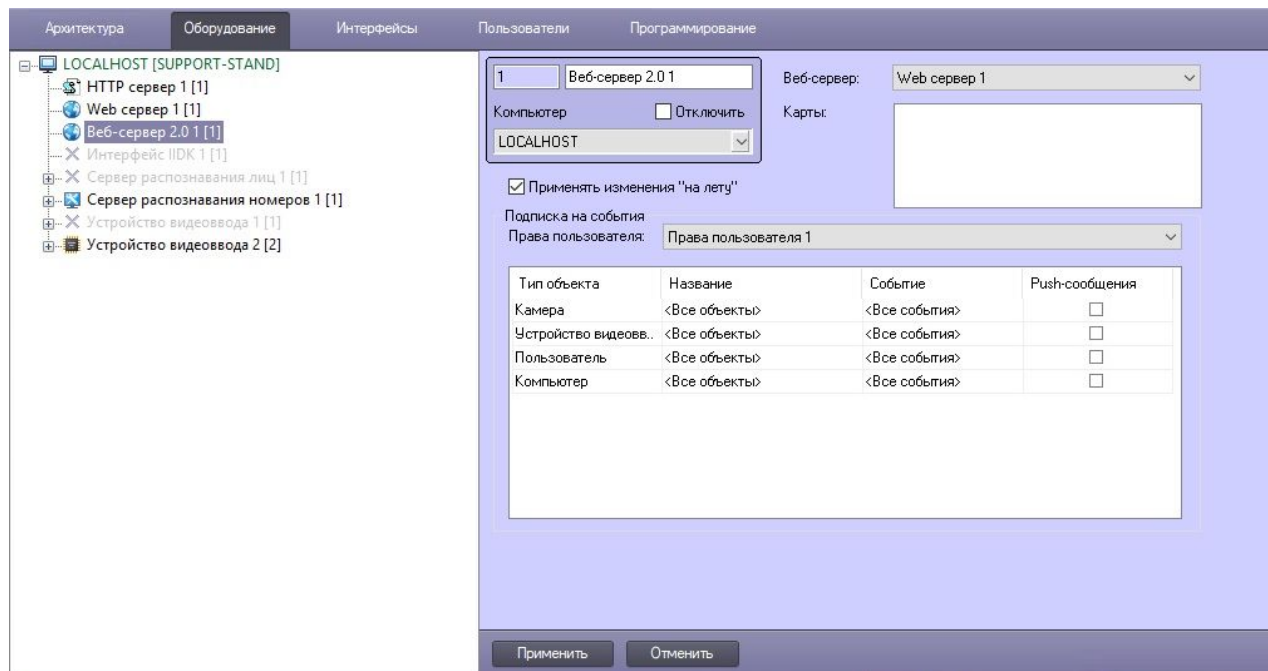 Архитектура
Оборудование
Интерфейсы
Пользователи
Программирование
LOCALHOST [SUPPORT-STAND]
HTTP сервер 1 [1]
Web сервер 1 [1]
Веб-сервер 2.0 1 [1]
Интерфейс IIDK 1 [1]
Сервер распознавания лиц 1 [1]
Сервер распознавания номеров 1 [1]
Устройство видеоввода 1 [1]
Устройство видеоввода 2 [2]
1
Веб-сервер 2.0 1
Компьютер
Отключить
LOCALHOST
Веб-сервер:
Web сервер 1
Карты:
Применять изменения "на лету"
Подписка на события
Права пользователя:
Права пользователя 1
Тип объекта Название Событие Push-сообщения
Камера <Все объекты> <Все события>
Устройство видеовв.. <Все объекты> <Все события>
Пользователь <Все объекты> <Все события>
Компьютер <Все объекты> <Все события>
Применить
Отменить